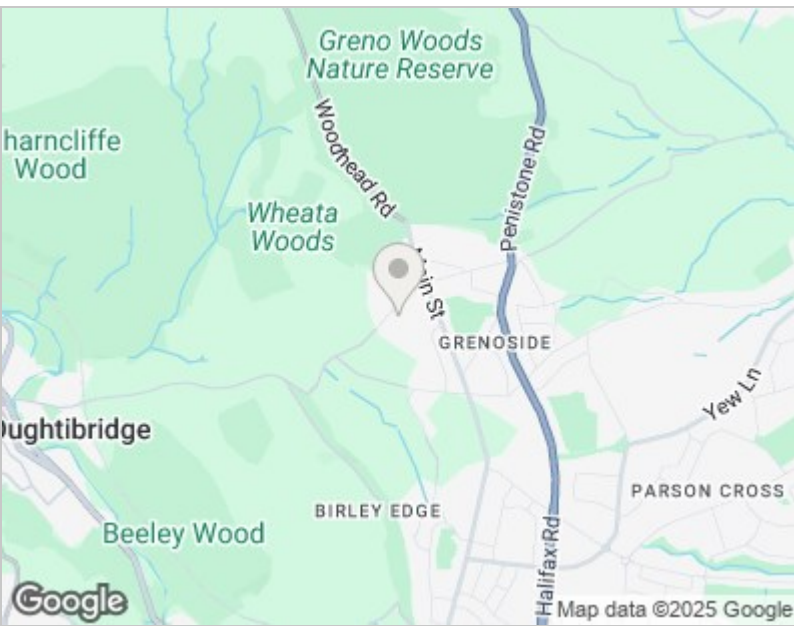 Greno Woods
Nature Reserve
harncliffe
Wood
Woodhead Rd
Penistone Rd
Wheata
Woods
Main St
GRENOSIDE
Yew Ln
Oughtibridge
BIRLEY EDGE
PARSON CROSS
Beeley Wood
Halifax Rd
Google
Map data ©2025 Google